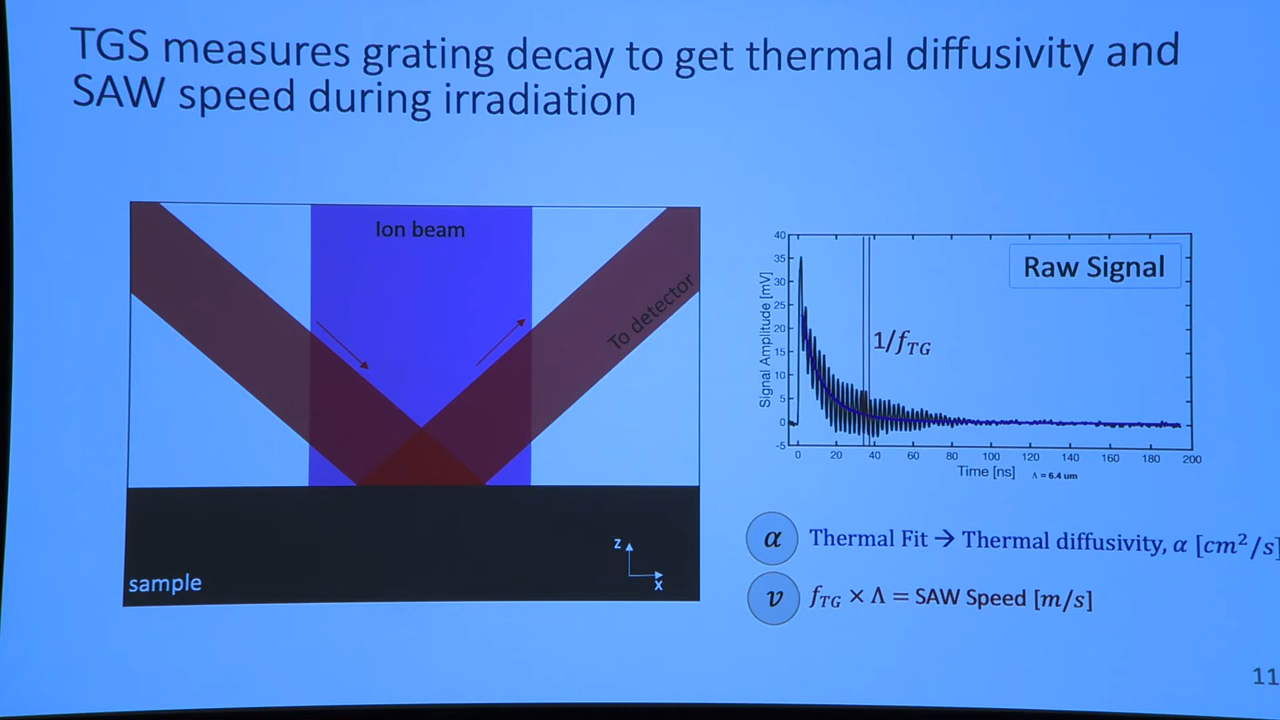 TGS measures grating decay to get thermal diffusivity and
SAW speed during irradiation
Ion beam
To detector
z
x
sample
Raw Signal
1/f_TG
Signal Amplitude [mV]
40
35
30
25
20
15
10
5
0
-5
0 20 40 60 80 100 120 140 160 180 200
Time [ns]
Λ = 6.4 um
α Thermal Fit → Thermal diffusivity, α [cm²/s]
v f_TG × Λ = SAW Speed [m/s]
11